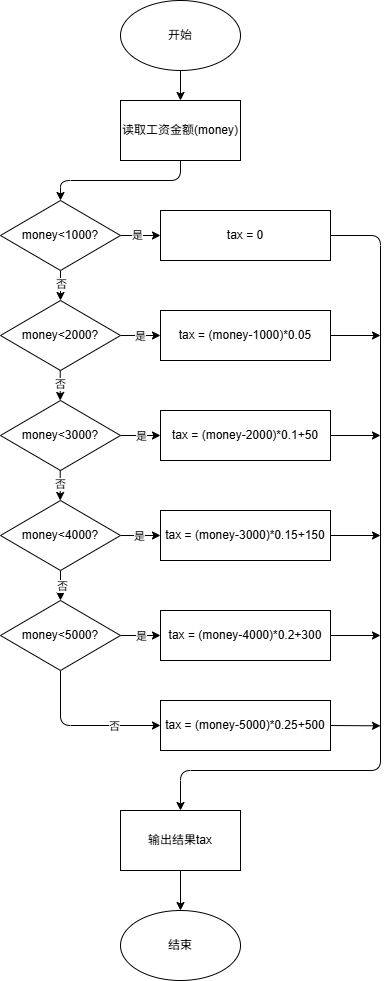 开始
读取工资金额(money)
money<1000?
是
tax = 0
否
money<2000?
是
tax = (money-1000)*0.05
否
money<3000?
是
tax = (money-2000)*0.1+50
否
money<4000?
是
tax = (money-3000)*0.15+150
否
money<5000?
是
tax = (money-4000)*0.2+300
否
tax = (money-5000)*0.25+500
输出结果tax
结束